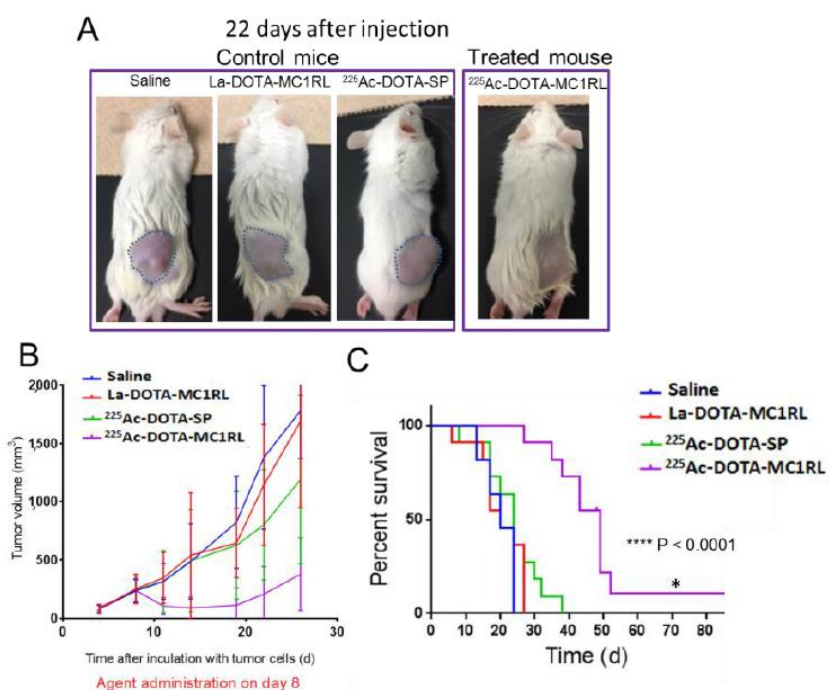 A
22 days after injection
Control mice
Treated mouse
Saline
La-DOTA-MC1RL
²²⁵Ac-DOTA-SP
²²⁵Ac-DOTA-MC1RL
B
Saline
La-DOTA-MC1RL
²²⁵Ac-DOTA-SP
²²⁵Ac-DOTA-MC1RL
2000
1500
1000
500
0
Tumor volume (mm³)
0 10 20 30
Time after inculation with tumor cells (d)
Agent administration on day 8
C
Saline
La-DOTA-MC1RL
²²⁵Ac-DOTA-SP
²²⁵Ac-DOTA-MC1RL
100
50
0
Percent survival
**** P < 0.0001
*
0 10 20 30 40 50 60 70 80
Time (d)